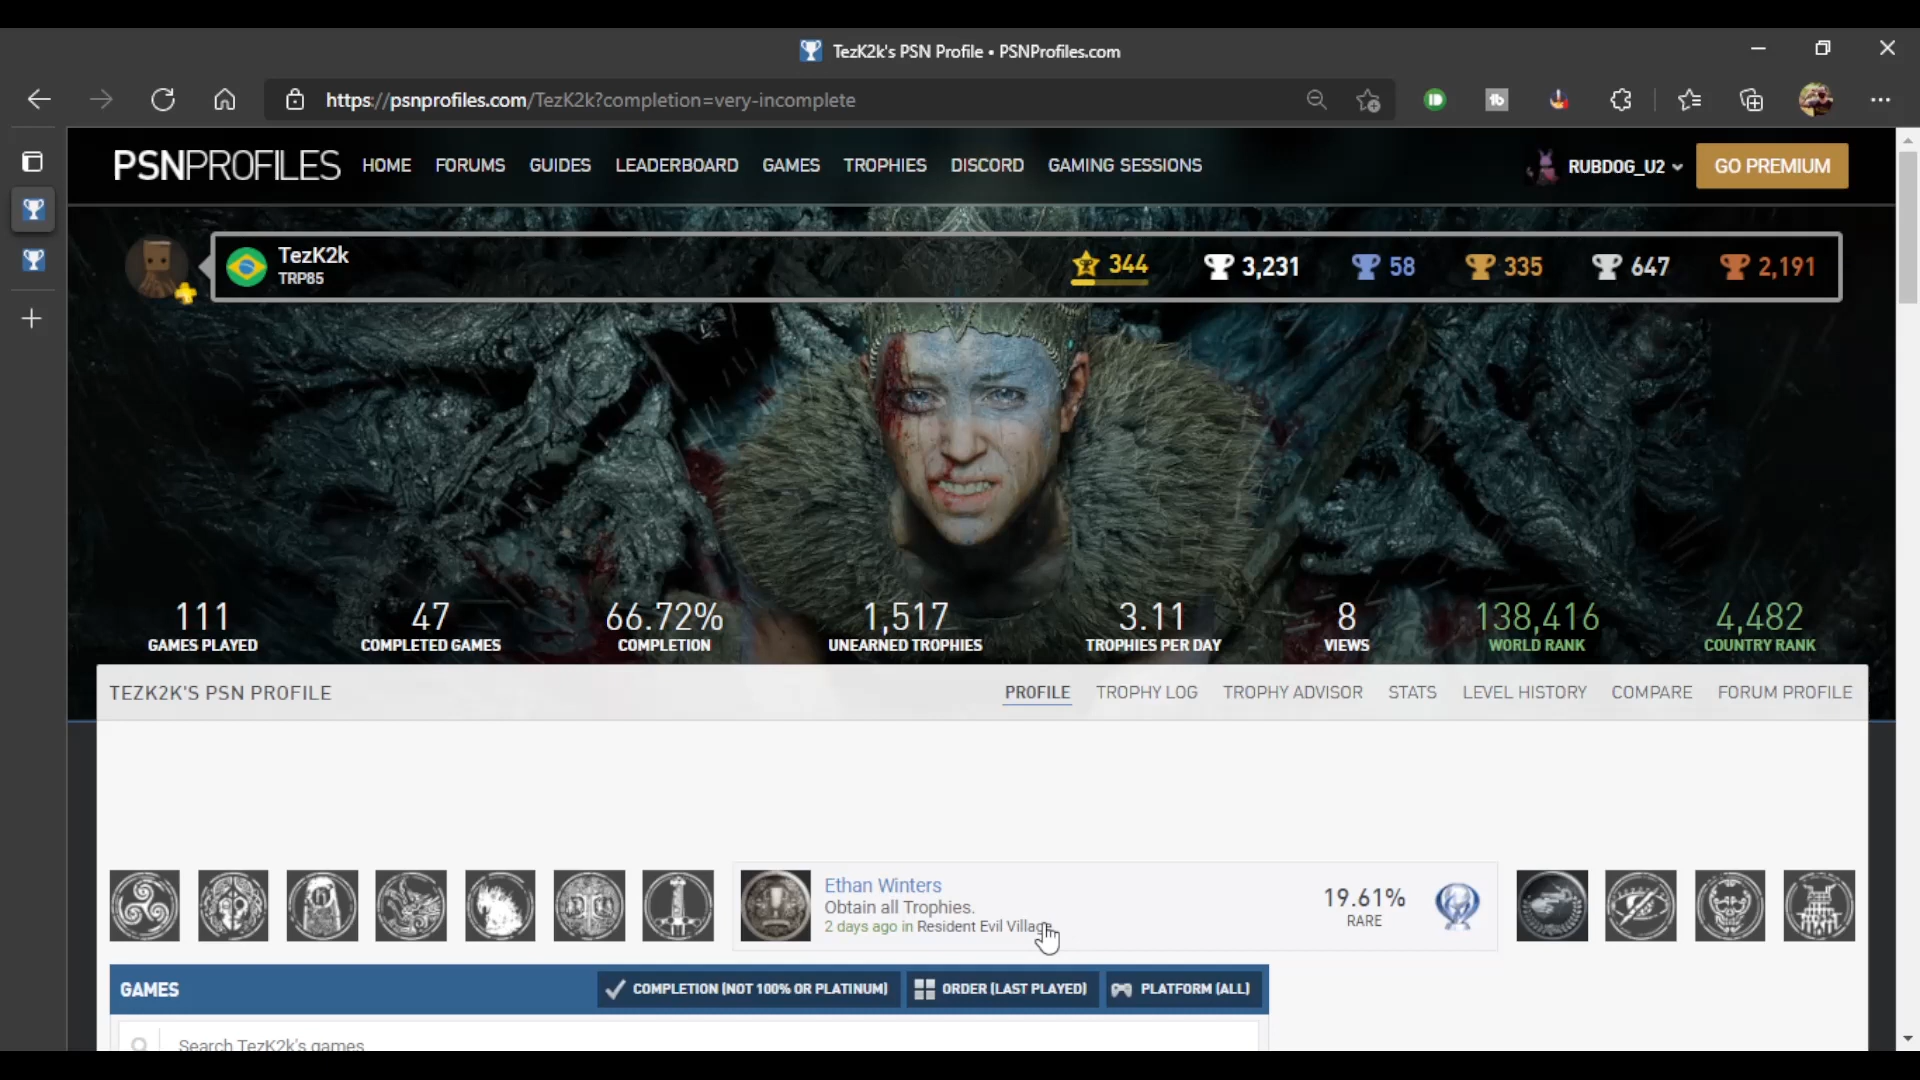 TezK2k's PSN Profile • PSNProfiles.com
https://psnprofiles.com/TezK2k?completion=very-incomplete
PSNPROFILES HOME FORUMS GUIDES LEADERBOARD GAMES TROPHIES DISCORD GAMING SESSIONS RUBDOG_U2 GO PREMIUM
TezK2k
TRP85
344 3,231 58 335 647 2,191
111 47 66.72% 1,517 3.11 8 138,416 4,482
GAMES PLAYED COMPLETED GAMES COMPLETION UNEARNED TROPHIES TROPHIES PER DAY VIEWS WORLD RANK COUNTRY RANK
TEZK2K'S PSN PROFILE PROFILE TROPHY LOG TROPHY ADVISOR STATS LEVEL HISTORY COMPARE FORUM PROFILE
Ethan Winters
Obtain all Trophies.
2 days ago in Resident Evil Village
19.61%
RARE
GAMES COMPLETION (NOT 100% OR PLATINUM) ORDER (LAST PLAYED) PLATFORM (ALL)
Search TezK2k's games